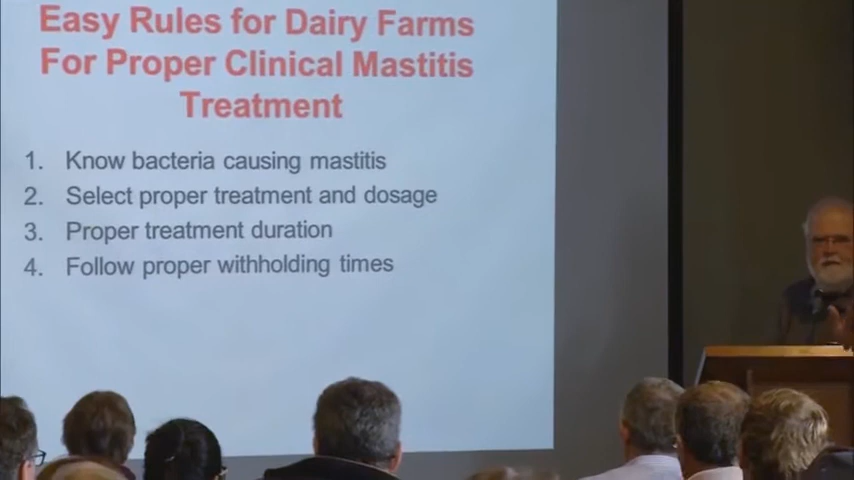 Easy Rules for Dairy Farms
For Proper Clinical Mastitis
Treatment
1. Know bacteria causing mastitis
2. Select proper treatment and dosage
3. Proper treatment duration
4. Follow proper withholding times